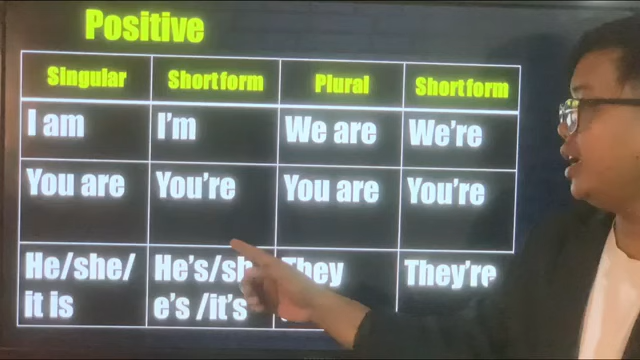 Positive
Singular Short form Plural Short form
I am I'm We are We're
You are You're You are You're
He/she/ He's/sh They They're
it is e's /it's